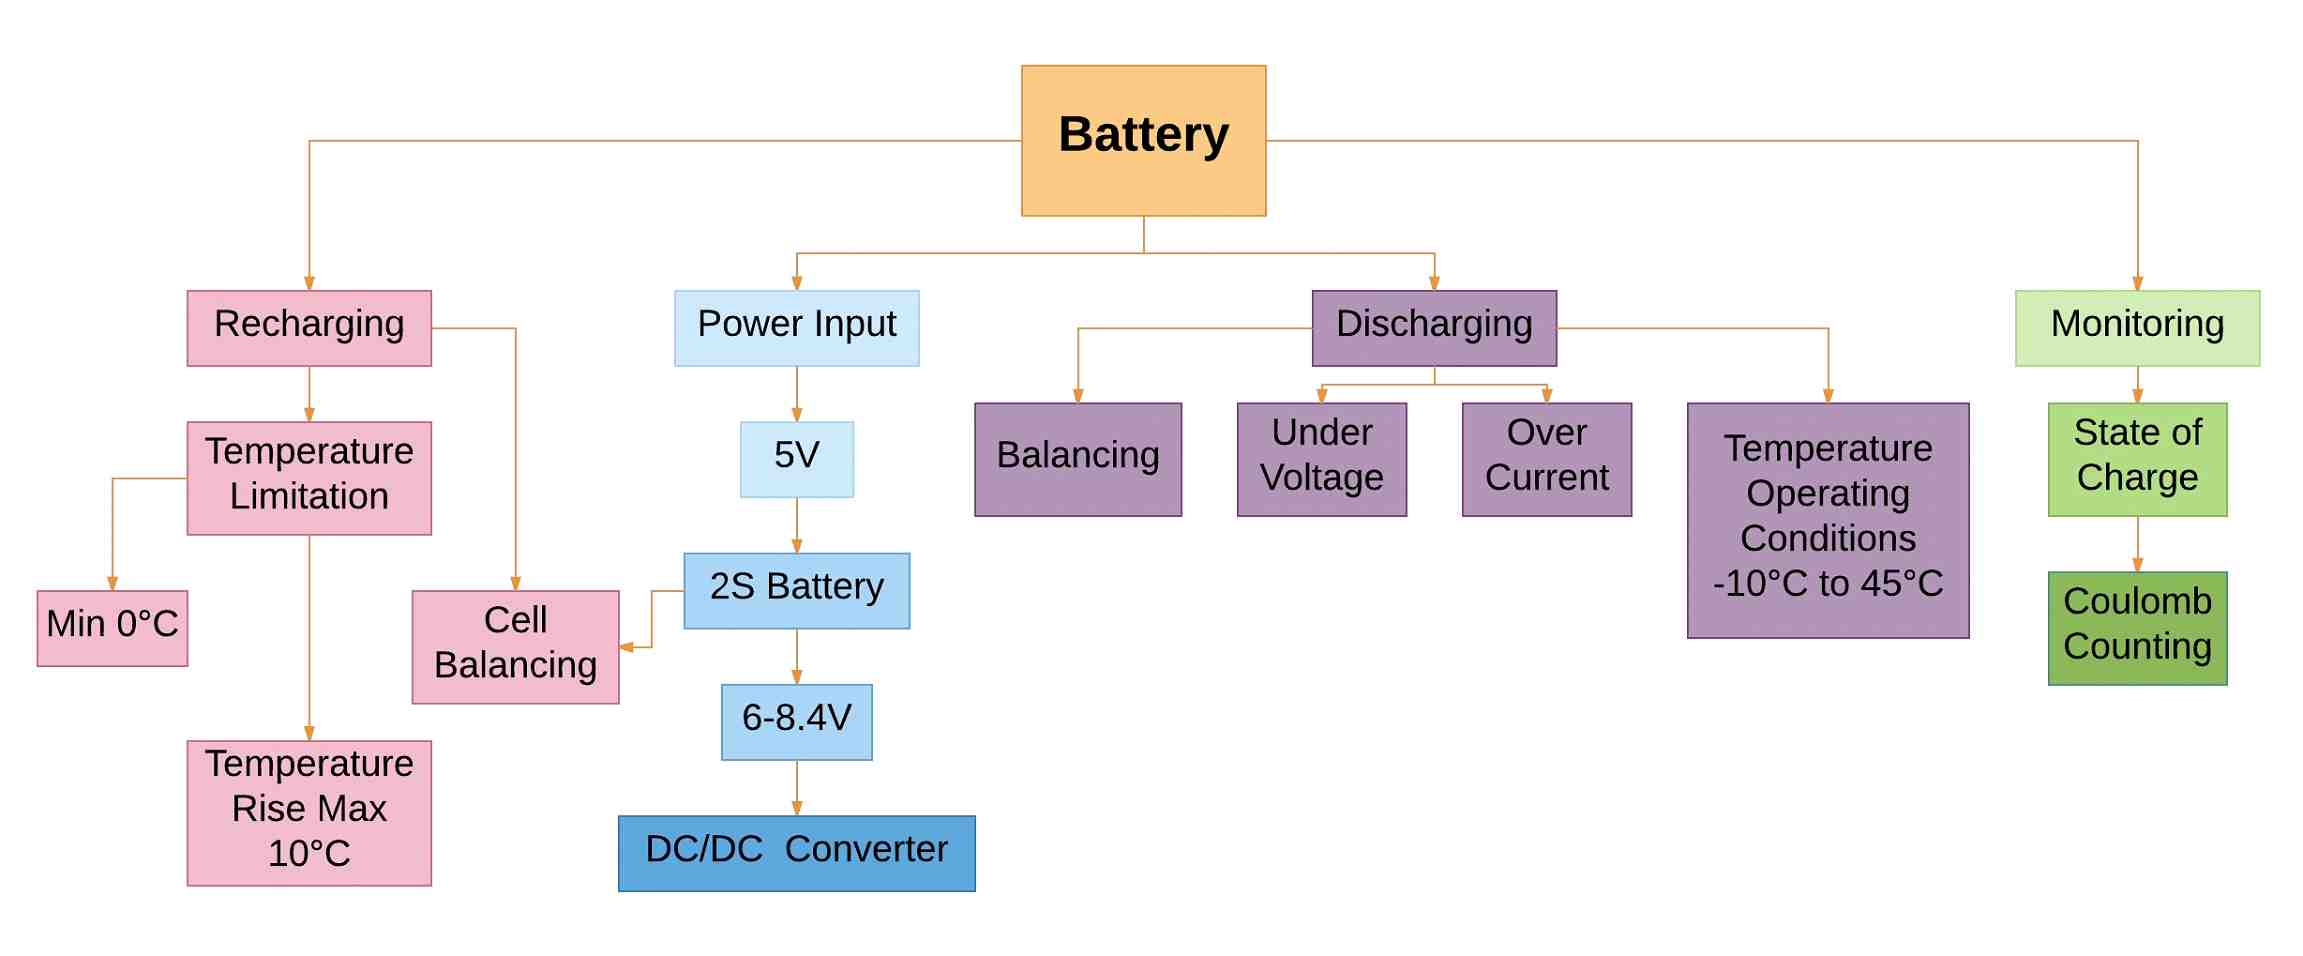 Battery
Recharging
Power Input
Discharging
Monitoring
Temperature
Limitation
5V
Balancing
Under
Voltage
Over
Current
Temperature
Operating
Conditions
-10°C to 45°C
State of
Charge
Min 0°C
Cell
Balancing
2S Battery
Coulomb
Counting
6-8.4V
Temperature
Rise Max
10°C
DC/DC  Converter